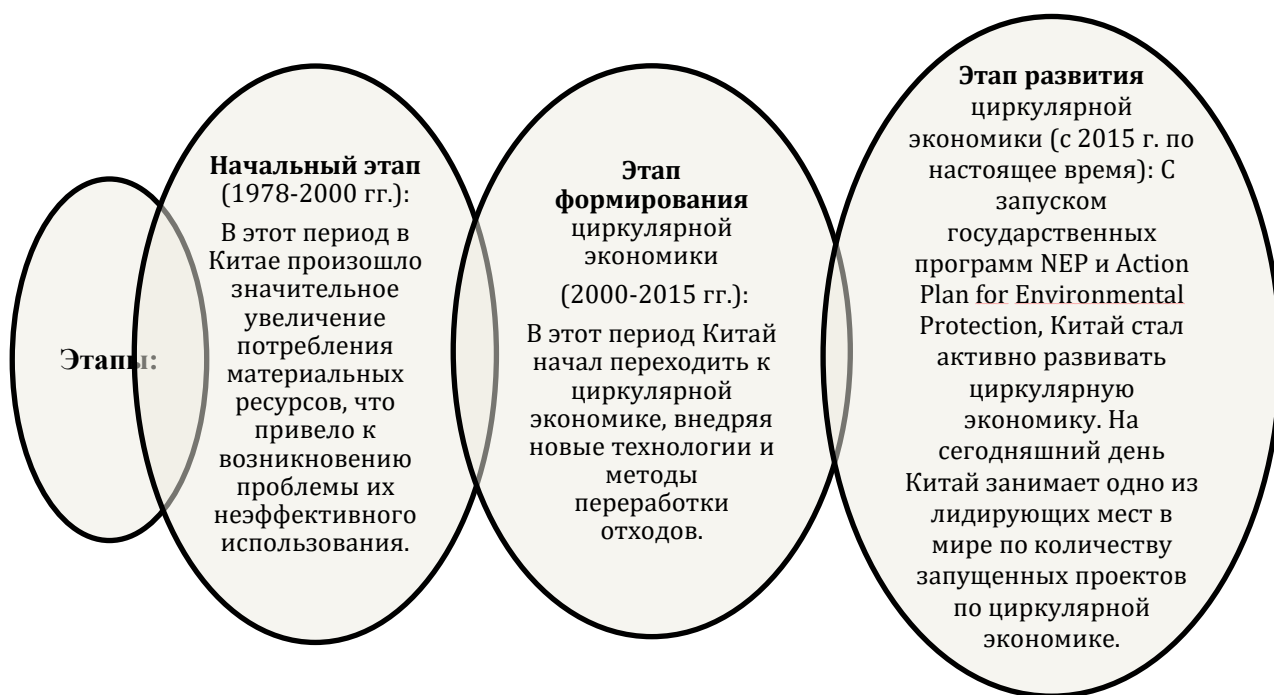 Этапы:
Начальный этап
(1978-2000 гг.):
В этот период в
Китае произошло
значительное
увеличение
потребления
материальных
ресурсов, что
привело к
возникновению
проблемы их
неэффективного
использования.
Этап
формирования
циркулярной
экономики
(2000-2015 гг.):
В этот период Китай
начал переходить к
циркулярной
экономике, внедряя
новые технологии и
методы
переработки
отходов.
Этап развития
циркулярной
экономики (с 2015 г. по
настоящее время): С
запуском
государственных
программ NEP и Action
Plan for Environmental
Protection, Китай стал
активно развивать
циркулярную
экономику. На
сегодняшний день
Китай занимает одно из
лидирующих мест в
мире по количеству
запущенных проектов
по циркулярной
экономике.